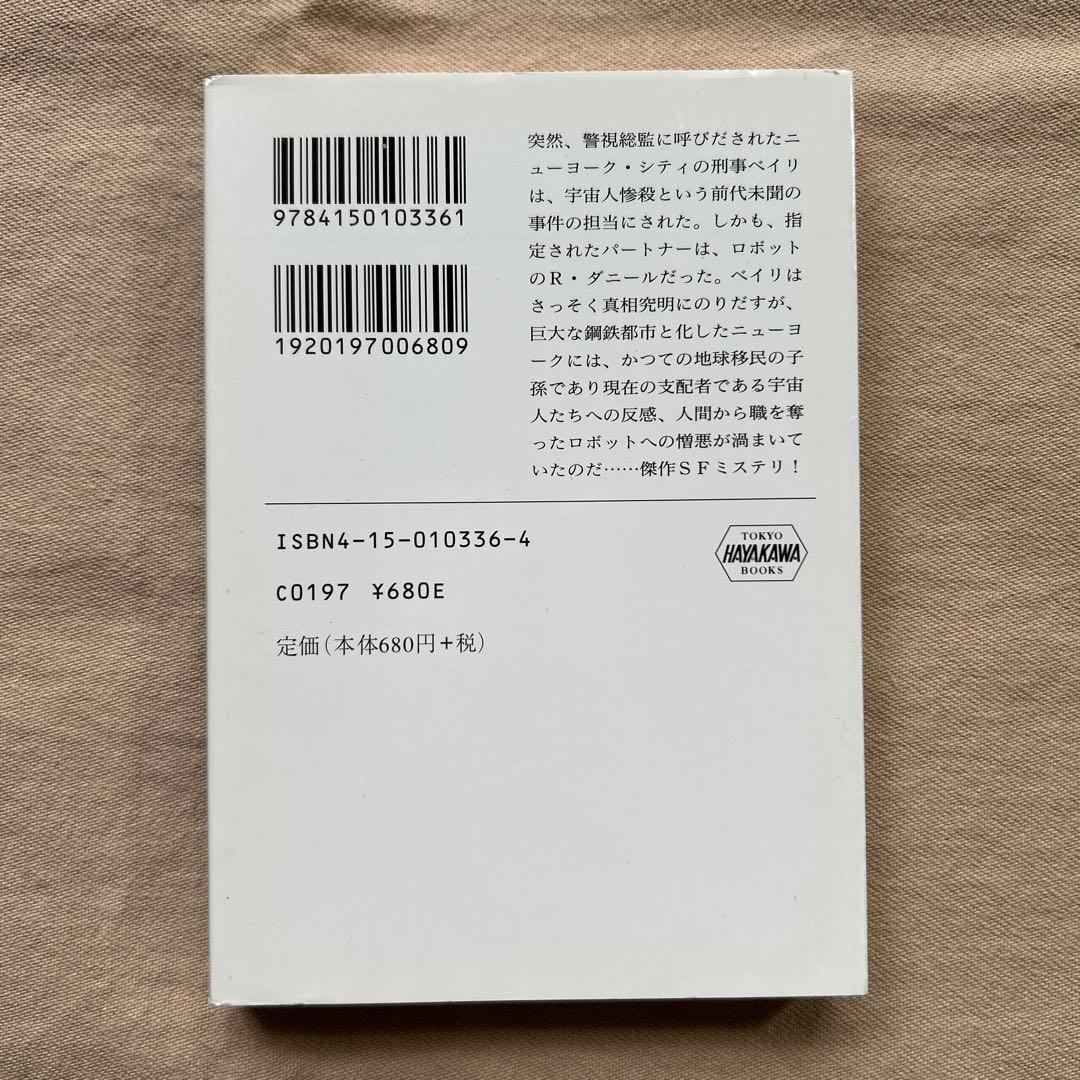 9784150103361
1920197006809
突然、警視総監に呼びだされたニ
ューヨーク・シティの刑事ベイリ
は、宇宙人惨殺という前代未聞の
事件の担当にされた。しかも、指
定されたパートナーは、ロボット
のＲ・ダニールだった。ベイリは
さっそく真相究明にのりだすが、
巨大な鋼鉄都市と化したニューヨ
ークには、かつての地球移民の子
孫であり現在の支配者である宇宙
人たちへの反感、人間から職を奪
ったロボットへの憎悪が渦まいて
いたのだ……傑作ＳＦミステリ！
ISBN4-15-010336-4
C0197 ¥680E
定価（本体680円+税）
TOKYO
HAYAKAWA
BOOKS